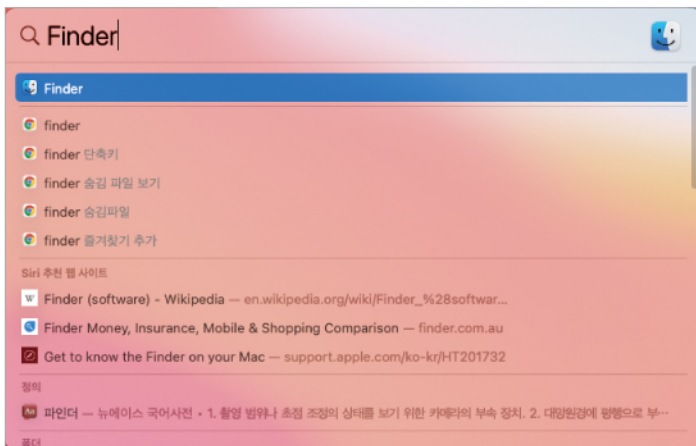 Finder
Finder
finder
finder 단축키
finder 숨김 파일 보기
finder 숨김파일
finder 즐겨찾기 추가
Siri 추천 웹 사이트
W Finder (software) - Wikipedia — en.wikipedia.org/wiki/Finder_%28softwar...
Finder Money, Insurance, Mobile & Shopping Comparison — finder.com.au
Get to know the Finder on your Mac — support.apple.com/ko-kr/HT201732
정의
Aa 파인더 — 뉴에이스 국어사전 • 1. 촬영 범위나 초점 조정의 상태를 보기 위한 카메라의 부속 장치. 2. 대망원경에 평행으로 부···
폴더